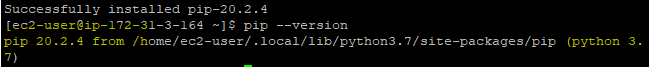 Successfully installed pip-20.2.4
[ec2-user@ip-172-31-3-164 ~]$ pip --version
pip 20.2.4 from /home/ec2-user/.local/lib/python3.7/site-packages/pip (python 3.
7)